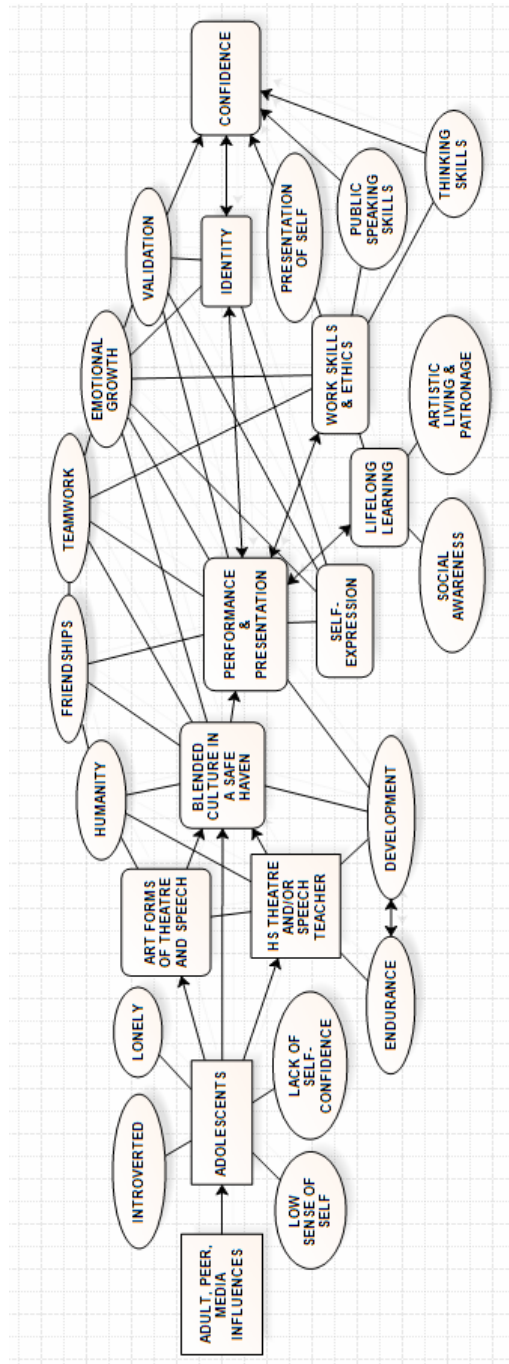 ADULT, PEER,
MEDIA
INFLUENCES
INTROVERTED
LOW
SENSE OF
SELF
ADOLESCENTS
LONELY
LACK OF
SELF-
CONFIDENCE
ART FORMS
OF THEATRE
AND SPEECH
HS THEATRE
AND/OR
SPEECH
TEACHER
ENDURANCE
HUMANITY
BLENDED
CULTURE IN
A SAFE
HAVEN
DEVELOPMENT
FRIENDSHIPS
PERFORMANCE
&
PRESENTATION
SELF-
EXPRESSION
TEAMWORK
SOCIAL
AWARENESS
LIFELONG
LEARNING
EMOTIONAL
GROWTH
WORK SKILLS
& ETHICS
ARTISTIC
LIVING &
PATRONAGE
VALIDATION
IDENTITY
PRESENTATION
OF SELF
PUBLIC
SPEAKING
SKILLS
THINKING
SKILLS
CONFIDENCE